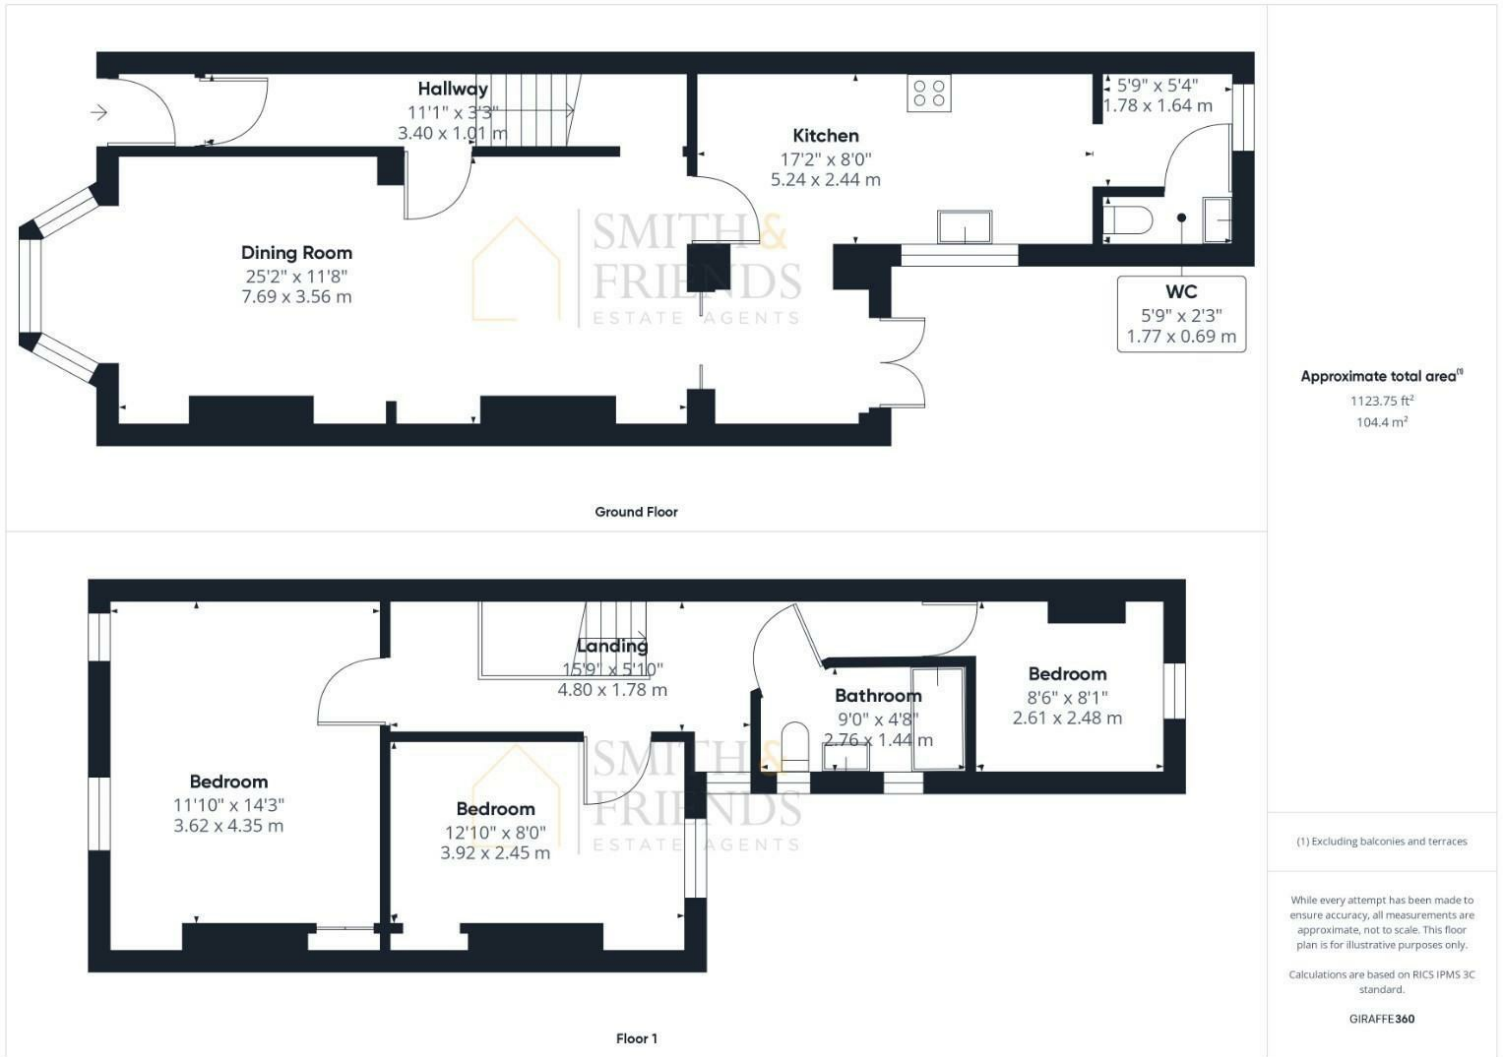 Hallway
11'1" x 3'3"
3.40 x 1.01 m
5'9" x 5'4"
1.78 x 1.64 m
Kitchen
17'2" x 8'0"
5.24 x 2.44 m
Dining Room
25'2" x 11'8"
7.69 x 3.56 m
SMITH &
FRIENDS
ESTATE AGENTS
WC
5'9" x 2'3"
1.77 x 0.69 m
Ground Floor
Landing
15'9" x 5'10"
4.80 x 1.78 m
Bathroom
9'0" x 4'8"
2.76 x 1.44 m
Bedroom
8'6" x 8'1"
2.61 x 2.48 m
Bedroom
11'10" x 14'3"
3.62 x 4.35 m
Bedroom
12'10" x 8'0"
3.92 x 2.45 m
SMITH &
FRIENDS
ESTATE AGENTS
Floor 1
Approximate total area⁽¹⁾
1123.75 ft²
104.4 m²
(1) Excluding balconies and terraces
While every attempt has been made to
ensure accuracy, all measurements are
approximate, not to scale. This floor
plan is for illustrative purposes only.
Calculations are based on RICS IPMS 3C
standard.
GIRAFFE360